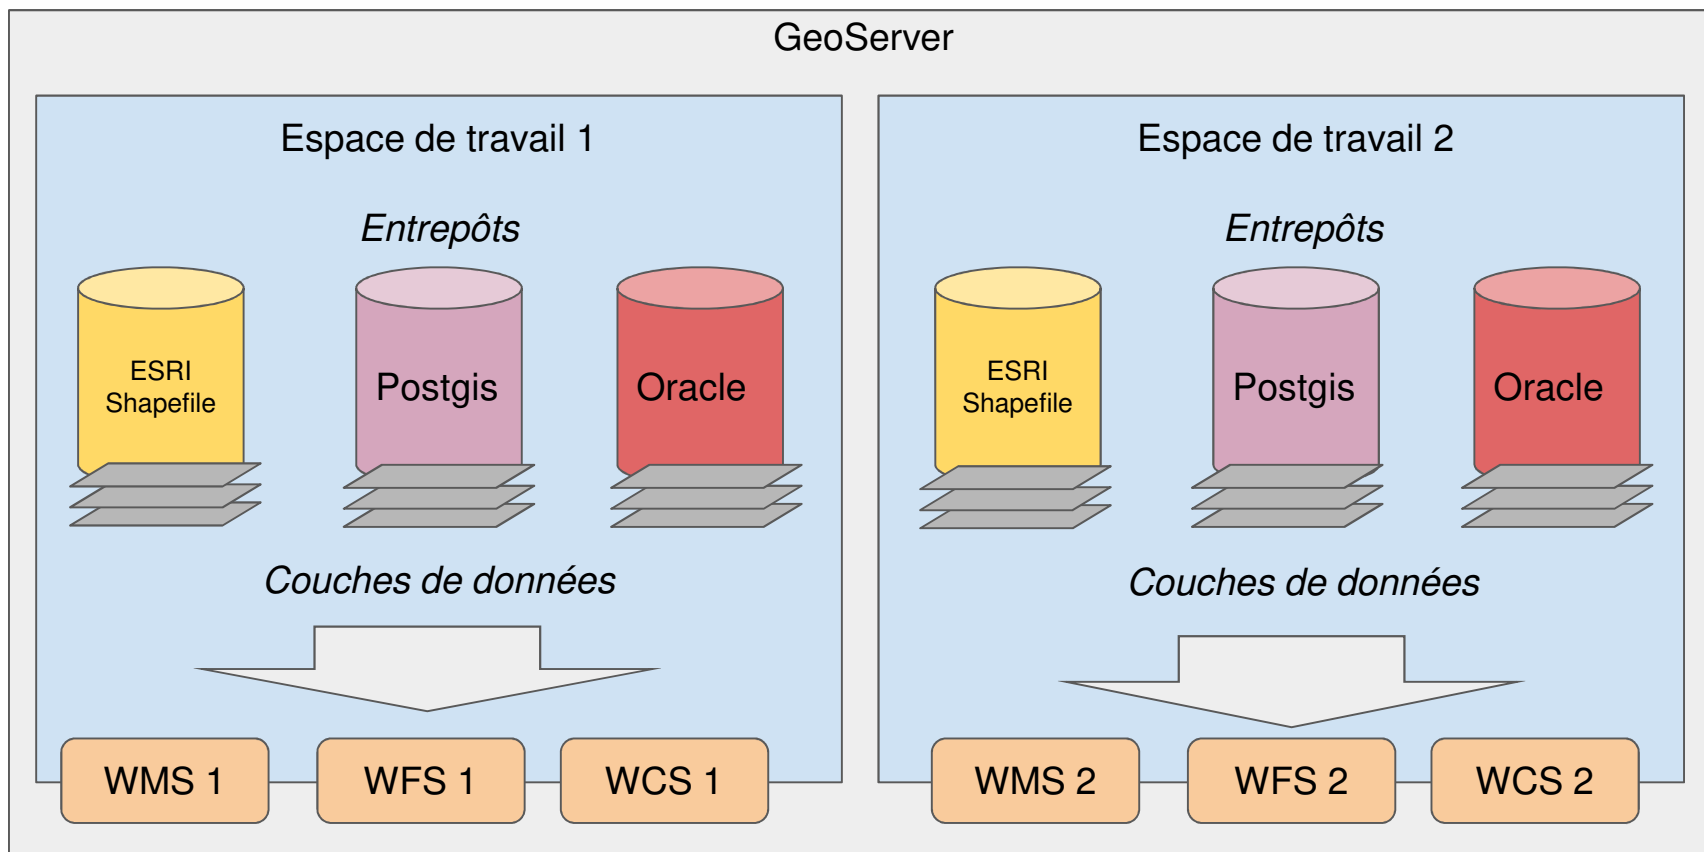 GeoServer
Espace de travail 1
Entrepôts
ESRI
Shapefile
Postgis
Oracle
Couches de données
WMS 1
WFS 1
WCS 1
Espace de travail 2
Entrepôts
ESRI
Shapefile
Postgis
Oracle
Couches de données
WMS 2
WFS 2
WCS 2